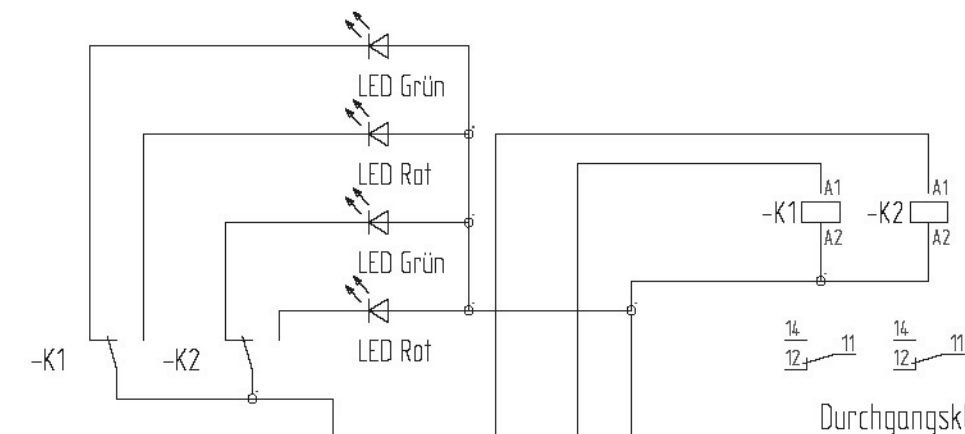 LED Grün
LED Rot
A1
A1
-K1
-K2
A2
A2
LED Grün
14
14
11
11
-K1
-K2
LED Rot
12
12
Durchgangskl